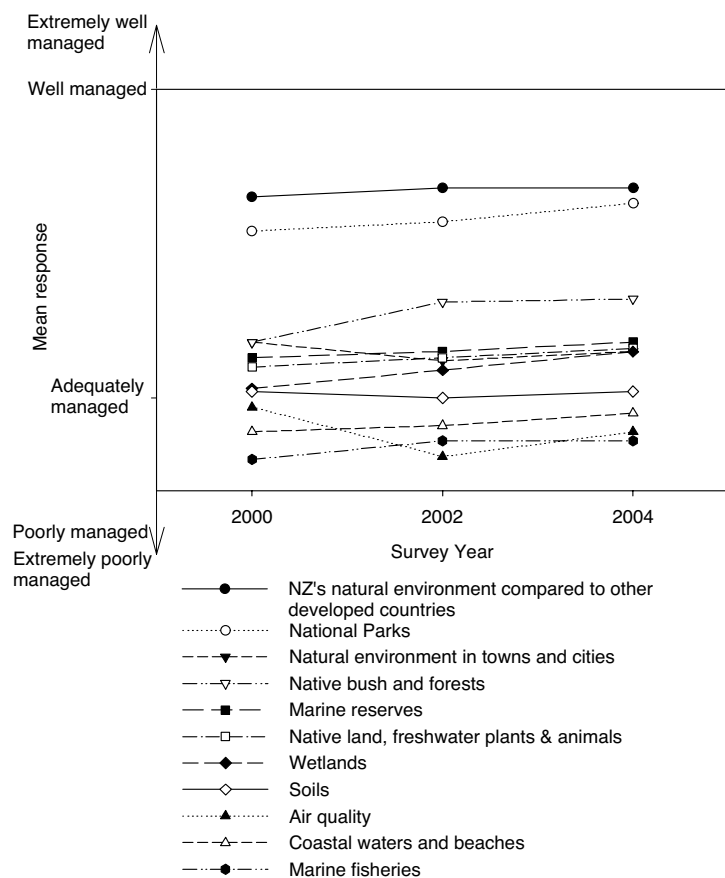 Extremely well
managed
Well managed
Mean response
Adequately
managed
Poorly managed
Extremely poorly
managed
2000 2002 2004
Survey Year
NZ's natural environment compared to other
developed countries
National Parks
Natural environment in towns and cities
Native bush and forests
Marine reserves
Native land, freshwater plants & animals
Wetlands
Soils
Air quality
Coastal waters and beaches
Marine fisheries